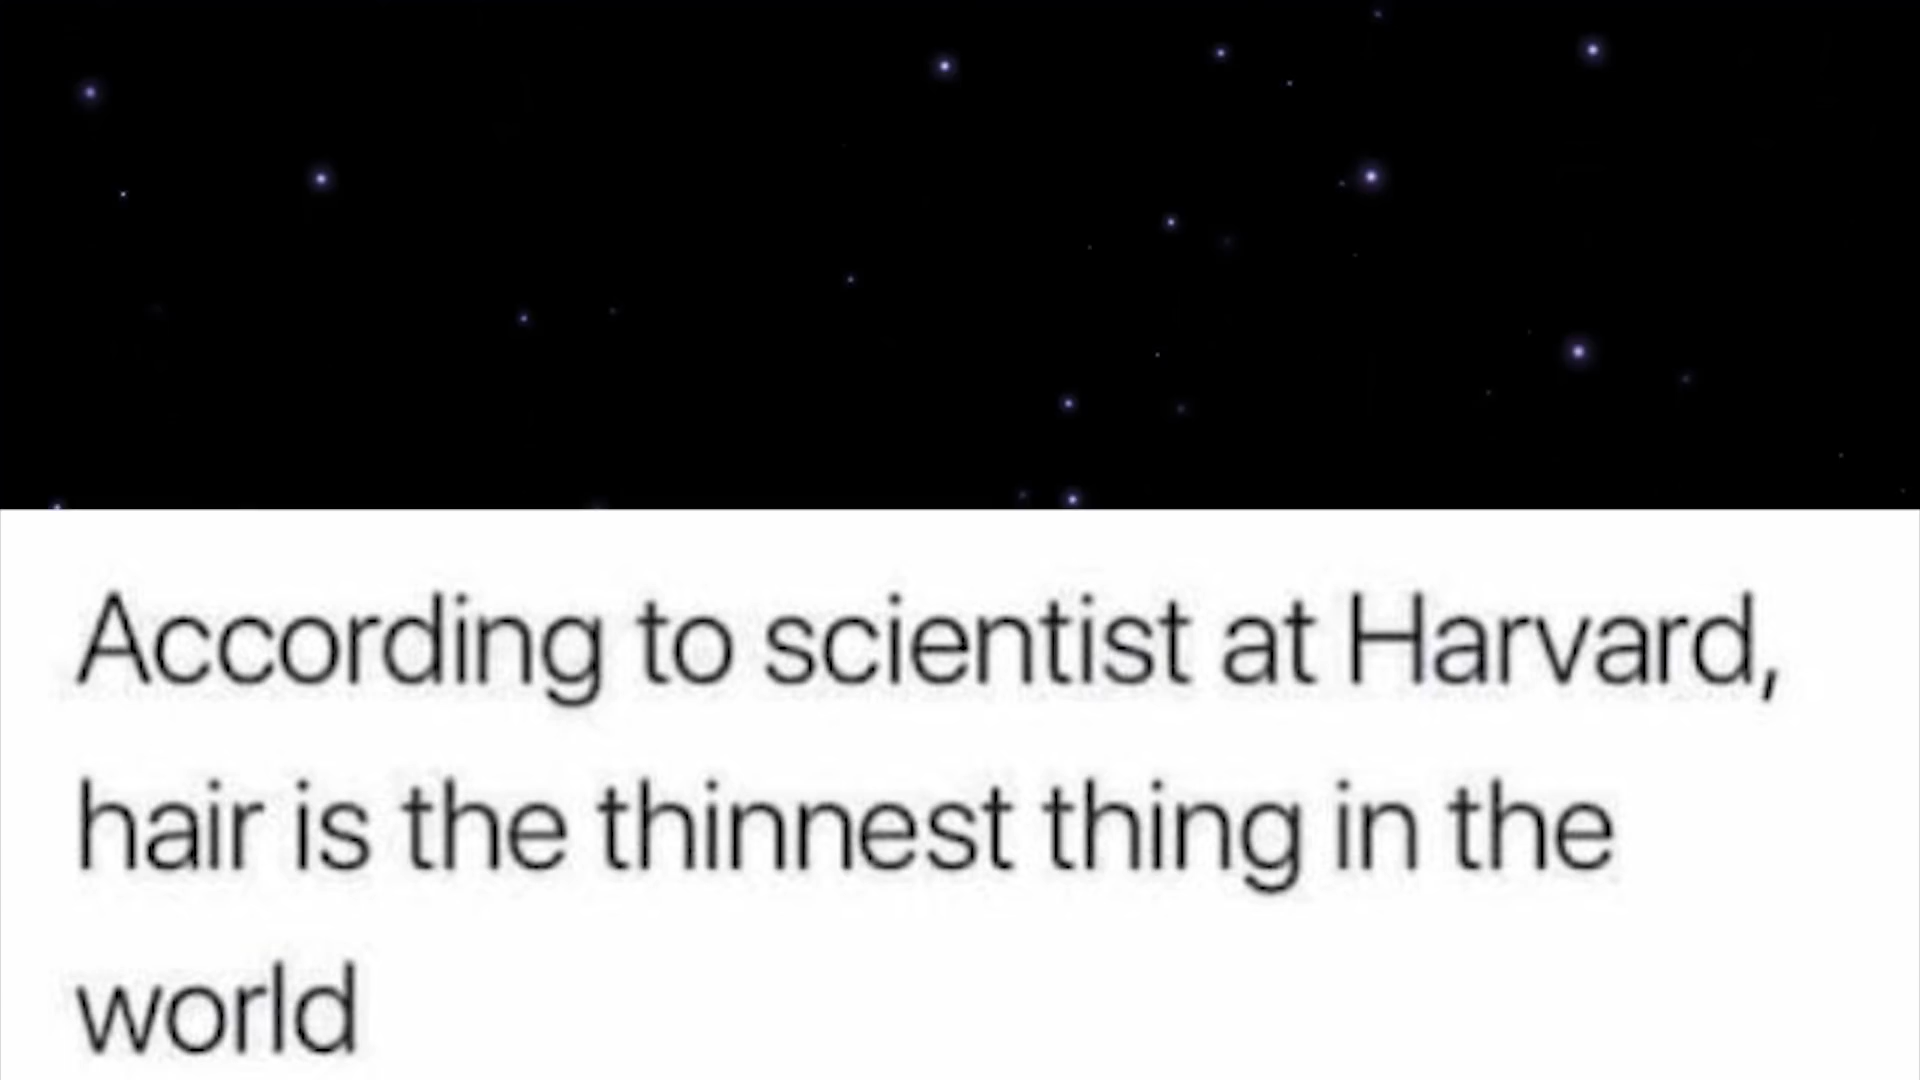 According to scientist at Harvard,
hair is the thinnest thing in the
world